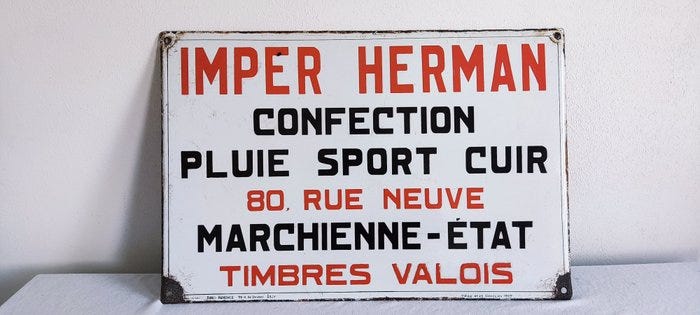 IMPER HERMAN
CONFECTION
PLUIE SPORT CUIR
80, RUE NEUVE
MARCHIENNE-ÉTAT
TIMBRES VALOIS